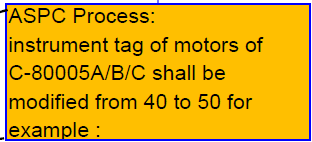 ASPC Process:
instrument tag of motors of
C-80005A/B/C shall be
modified from 40 to 50 for
example :